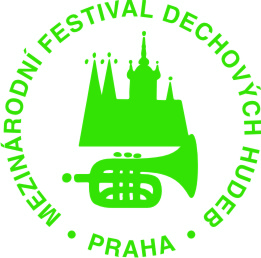 MEZINÁRODNÍ FESTIVAL DECHOVÝCH HUDEB
• PRAHA •